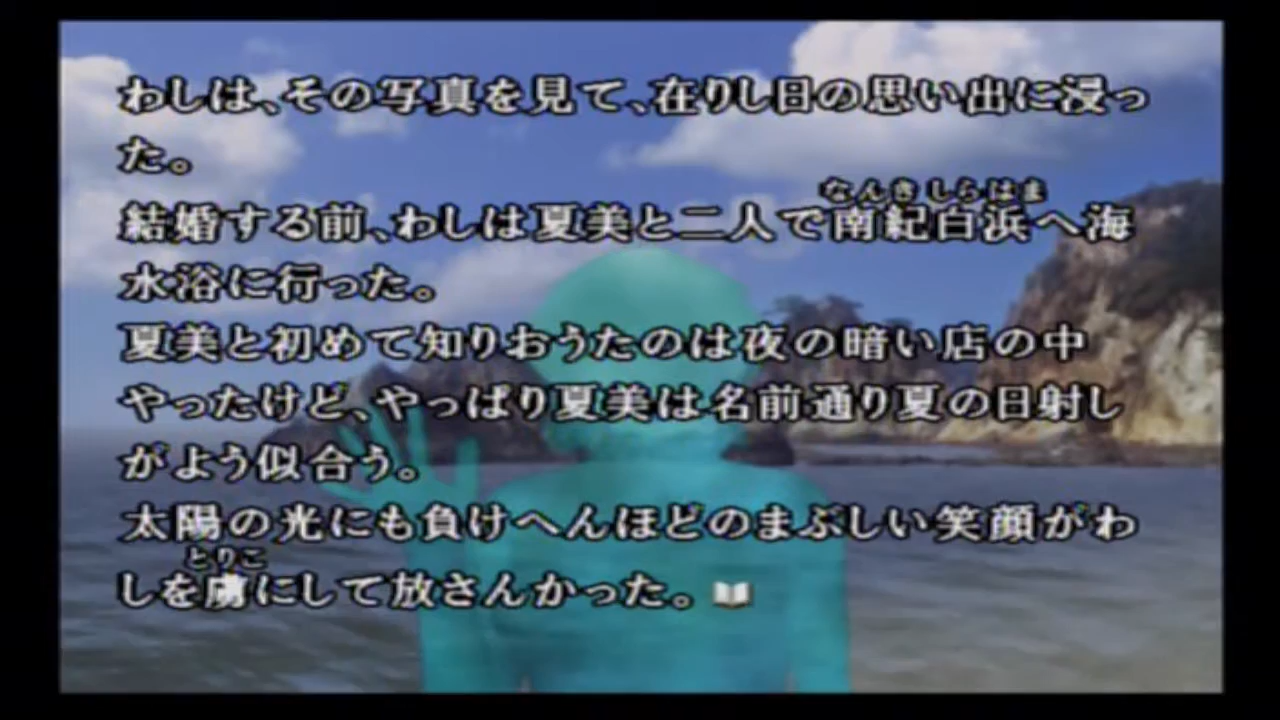 わしは、その写真を見て、在りし日の思い出に浸っ
た。
なんきしらはま
結婚する前、わしは夏美と二人で南紀白浜へ海
水浴に行った。
夏美と初めて知りおうたのは夜の暗い店の中
やったけど、やっぱり夏美は名前通り夏の日射し
がよう似合う。
太陽の光にも負けへんほどのまぶしい笑顔がわ
とりこ
しを虜にして放さんかった。